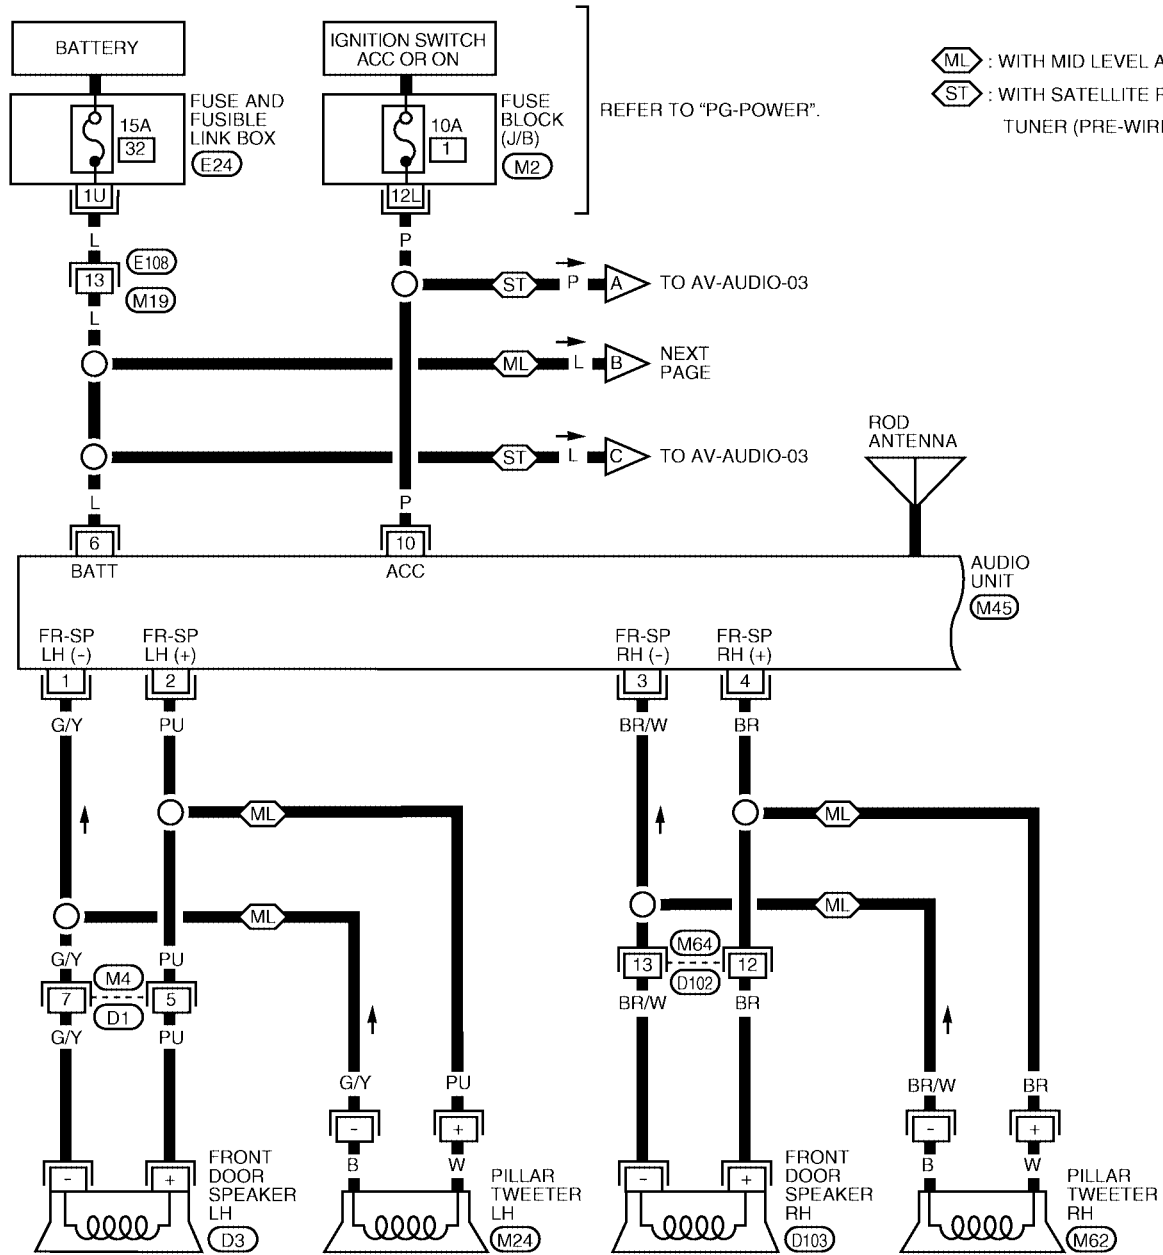 BATTERY
IGNITION SWITCH
ACC OR ON
15A
32
FUSE AND
FUSIBLE
LINK BOX
E24
10A
1
FUSE
BLOCK
(J/B)
M2
REFER TO “PG-POWER”.
ML : WITH MID LEVEL A
ST : WITH SATELLITE
TUNER (PRE-WIR
1U
12L
L
P
13
E108
M19
L
ST
P
A
TO AV-AUDIO-03
ML
L
B
NEXT
PAGE
ST
L
C
TO AV-AUDIO-03
ROD
ANTENNA
L
P
6
10
BATT
ACC
AUDIO
UNIT
M45
FR-SP
LH (-)
FR-SP
LH (+)
FR-SP
RH (-)
FR-SP
RH (+)
1
2
3
4
G/Y
PU
BR/W
BR
ML
ML
ML
ML
G/Y
PU
7
M4
D1
5
G/Y
PU
13
M64
D102
12
BR/W
BR
G/Y
PU
BR/W
BR
-
+
-
+
B
W
B
W
-
+
FRONT
DOOR
SPEAKER
LH
D3
PILLAR
TWEETER
LH
M24
-
+
FRONT
DOOR
SPEAKER
RH
D103
PILLAR
TWEETER
RH
M62